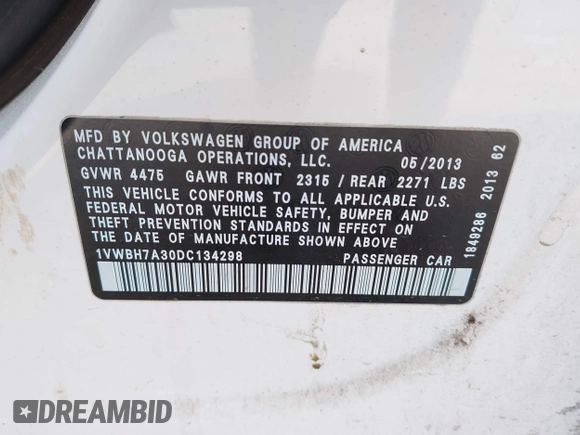 MFD BY VOLKSWAGEN GROUP OF AMERICA
CHATTANOOGA OPERATIONS, LLC. 05/2013
GVWR 4475 GAWR FRONT 2315 / REAR 2271 LBS
THIS VEHICLE CONFORMS TO ALL APPLICABLE U.S.
FEDERAL MOTOR VEHICLE SAFETY, BUMPER AND
THEFT PREVENTION STANDARDS IN EFFECT ON
THE DATE OF MANUFACTURE SHOWN ABOVE.
1VWBH7A30DC134298 PASSENGER CAR
1849286 2013 62
DREAMBID